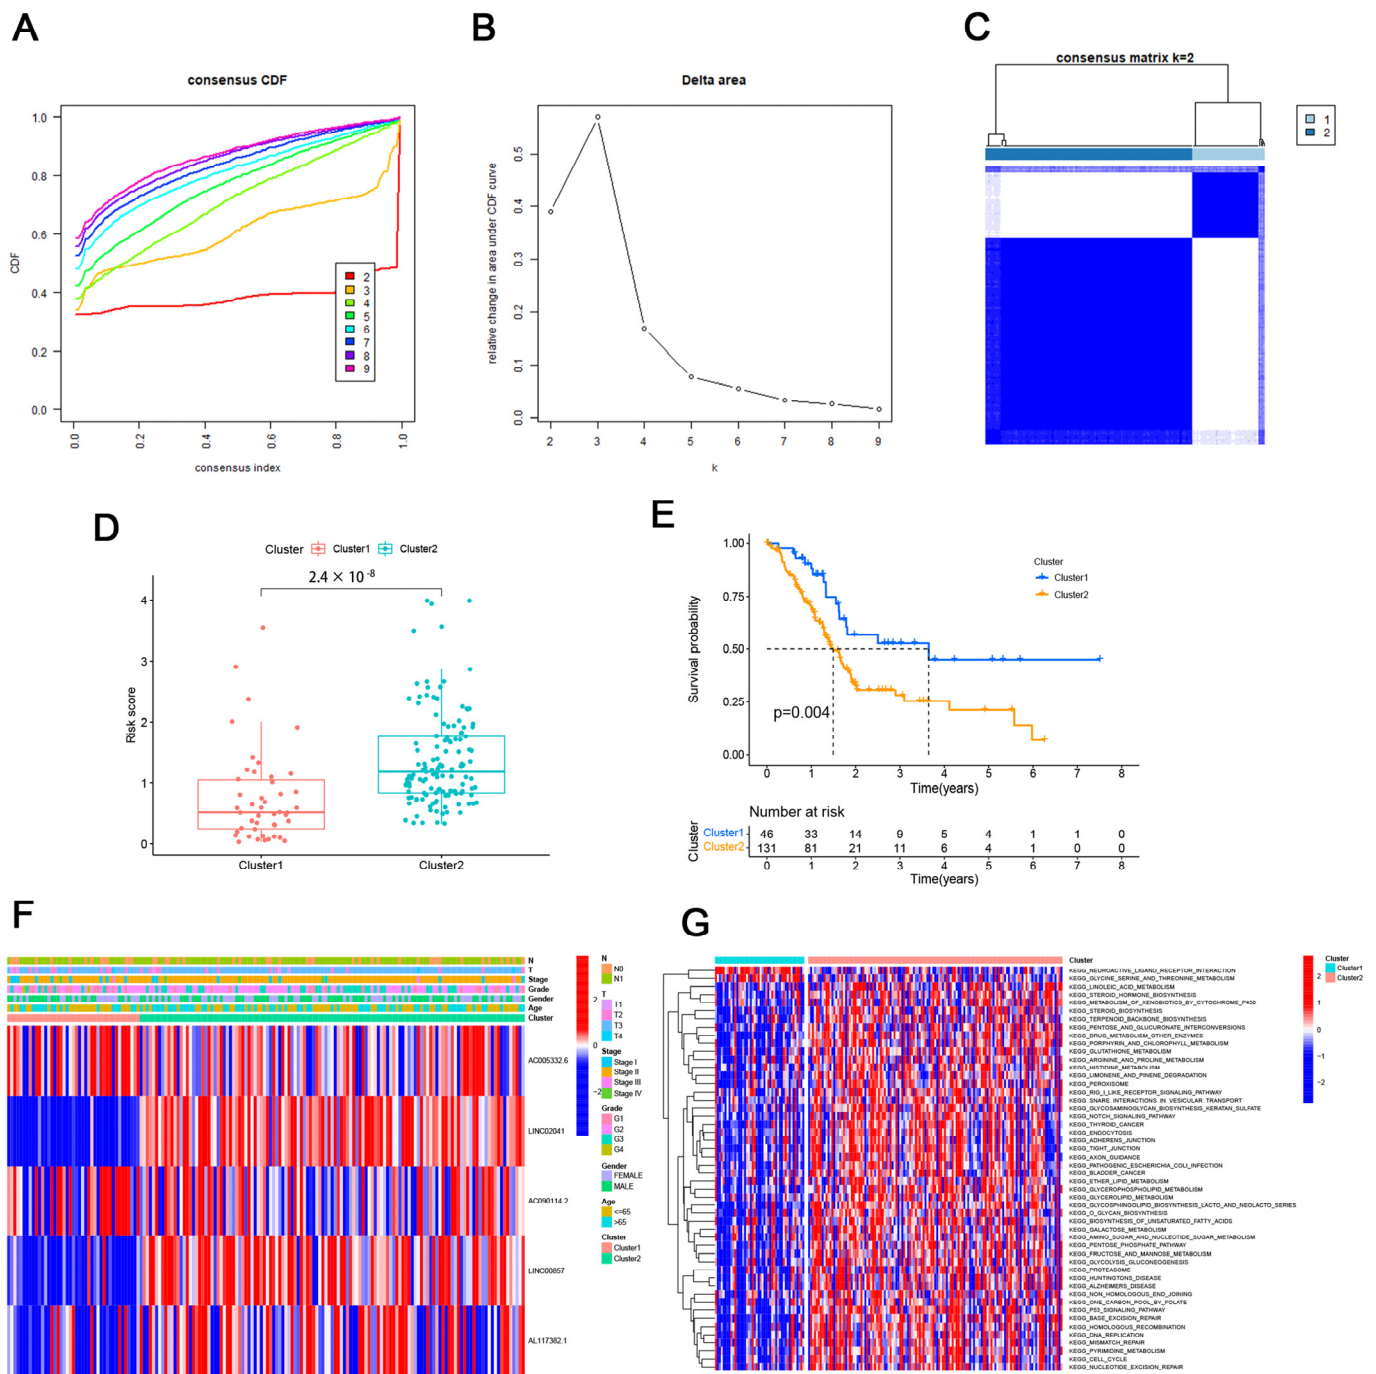 A
consensus CDF
CDF
1.0
0.8
0.6
0.4
0.2
0.0
2
3
4
5
6
7
8
9
0.0
0.2
0.4
0.6
0.8
1.0
consensus index
B
Delta area
relative change in area under CDF curve
0.5
0.4
0.3
0.2
0.1
0.0
2
3
4
5
6
7
8
9
k
C
consensus matrix k=2
1
2
D
Cluster
Cluster1
Cluster2
2.4 × 10 -8
Risk score
4
3
2
1
0
Cluster1
Cluster2
E
Survival probability
1.00
0.75
0.50
0.25
0.00
p=0.004
Cluster
Cluster1
Cluster2
0 1 2 3 4 5 6 7 8
Time(years)
Number at risk
Cluster
Cluster1 46 33 14 9 5 4 1 1 0
Cluster2 131 81 21 11 6 4 1 0 0
0 1 2 3 4 5 6 7 8
Time(years)
F
N
T
Stage
Grade
Gender
Age
Cluster
AC005332.6
LINC02041
AC090114.2
LINC00857
AL117382.1
2
0
−2
N
N0
N1
T
T1
T2
T3
T4
Stage
Stage I
Stage II
Stage III
Stage IV
Grade
G1
G2
G3
G4
Gender
FEMALE
MALE
Age
<=65
>65
Cluster
Cluster1
Cluster2
G
Cluster
KEGG_NEUROACTIVE_LIGAND_RECEPTOR_INTERACTION
KEGG_GLYCINE_SERINE_AND_THREONINE_METABOLISM
KEGG_LINOLEIC_ACID_METABOLISM
KEGG_STEROID_HORMONE_BIOSYNTHESIS
KEGG_METABOLISM_OF_XENOBIOTICS_BY_CYTOCHROME_P450
KEGG_STEROID_BIOSYNTHESIS
KEGG_TERPENOID_BACKBONE_BIOSYNTHESIS
KEGG_PENTOSE_AND_GLUCURONATE_INTERCONVERSIONS
KEGG_DRUG_METABOLISM_OTHER_ENZYMES
KEGG_PORPHYRIN_AND_CHLOROPHYLL_METABOLISM
KEGG_GLUTATHIONE_METABOLISM
KEGG_ARGININE_AND_PROLINE_METABOLISM
KEGG_HISTIDINE_METABOLISM
KEGG_LIMONENE_AND_PINENE_DEGRADATION
KEGG_PEROXISOME
KEGG_RIG_I_LIKE_RECEPTOR_SIGNALING_PATHWAY
KEGG_SNARE_INTERACTIONS_IN_VESICULAR_TRANSPORT
KEGG_GLYCOSAMINOGLYCAN_BIOSYNTHESIS_KERATAN_SULFATE
KEGG_NOTCH_SIGNALING_PATHWAY
KEGG_THYROID_CANCER
KEGG_ENDOCYTOSIS
KEGG_ADHERENS_JUNCTION
KEGG_TIGHT_JUNCTION
KEGG_AXON_GUIDANCE
KEGG_PATHOGENIC_ESCHERICHIA_COLI_INFECTION
KEGG_BLADDER_CANCER
KEGG_ETHER_LIPID_METABOLISM
KEGG_GLYCEROPHOSPHOLIPID_METABOLISM
KEGG_GLYCEROLIPID_METABOLISM
KEGG_GLYCOSPHINGOLIPID_BIOSYNTHESIS_LACTO_AND_NEOLACTO_SERIES
KEGG_O_GLYCAN_BIOSYNTHESIS
KEGG_BIOSYNTHESIS_OF_UNSATURATED_FATTY_ACIDS
KEGG_GALACTOSE_METABOLISM
KEGG_AMINO_SUGAR_AND_NUCLEOTIDE_SUGAR_METABOLISM
KEGG_PENTOSE_PHOSPHATE_PATHWAY
KEGG_FRUCTOSE_AND_MANNOSE_METABOLISM
KEGG_GLYCOLYSIS_GLUCONEOGENESIS
KEGG_PROTEASOME
KEGG_HUNTINGTONS_DISEASE
KEGG_ALZHEIMERS_DISEASE
KEGG_NON_HOMOLOGOUS_END_JOINING
KEGG_ONE_CARBON_POOL_BY_FOLATE
KEGG_P53_SIGNALING_PATHWAY
KEGG_BASE_EXCISION_REPAIR
KEGG_HOMOLOGOUS_RECOMBINATION
KEGG_DNA_REPLICATION
KEGG_MISMATCH_REPAIR
KEGG_PYRIMIDINE_METABOLISM
KEGG_CELL_CYCLE
KEGG_NUCLEOTIDE_EXCISION_REPAIR
2
1
0
−1
−2
Cluster
Cluster1
Cluster2